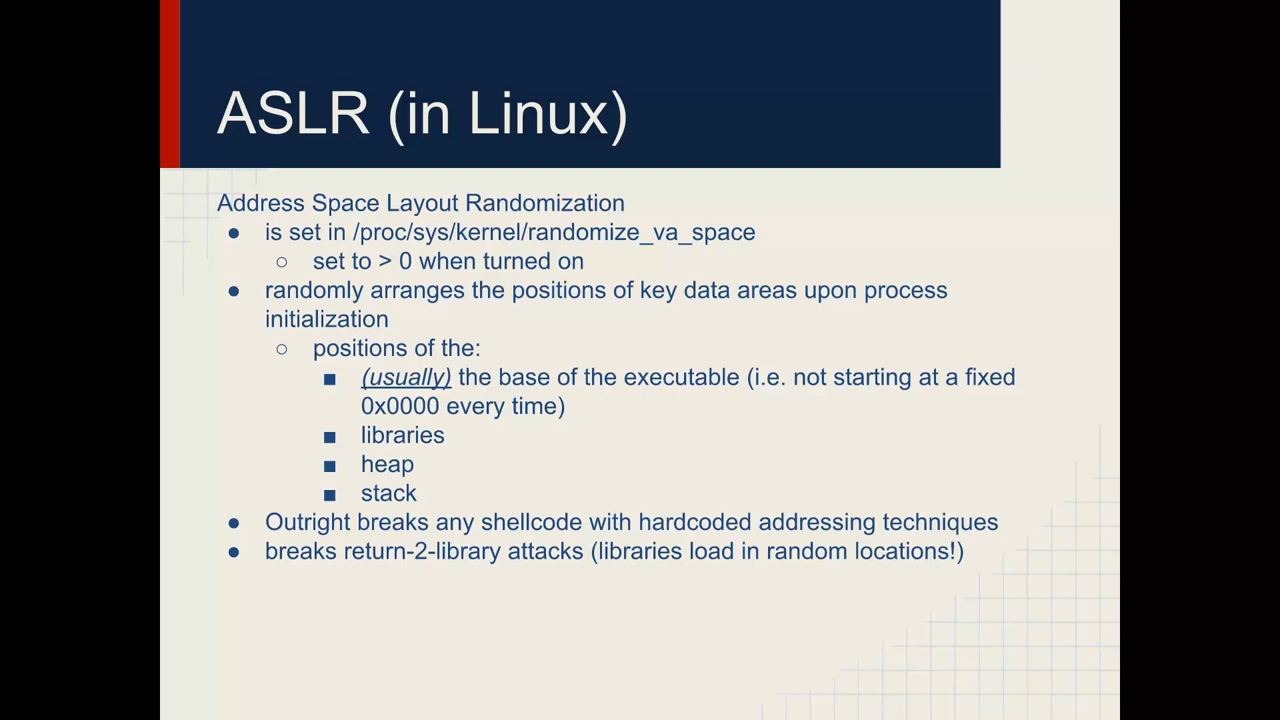 ASLR (in Linux)
Address Space Layout Randomization
● is set in /proc/sys/kernel/randomize_va_space
○ set to > 0 when turned on
● randomly arranges the positions of key data areas upon process
initialization
○ positions of the:
■ (usually) the base of the executable (i.e. not starting at a fixed
0x0000 every time)
■ libraries
■ heap
■ stack
● Outright breaks any shellcode with hardcoded addressing techniques
● breaks return-2-library attacks (libraries load in random locations!)